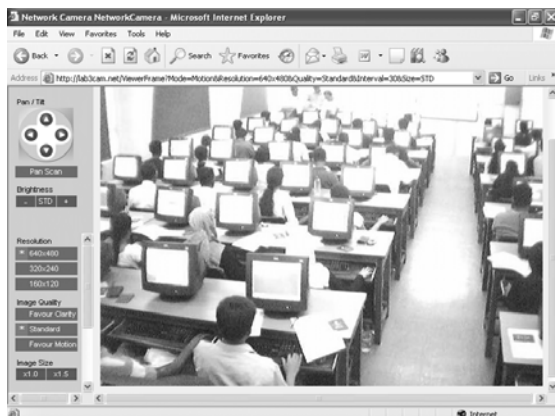 Network Camera NetworkCamera - Microsoft Internet Explorer
File Edit View Favorites Tools Help
Back Search Favorites
Address http://lab3cam.net/ViewerFrame?Mode=Motion&Resolution=640x480&Quality=Standard&Interval=30&Size=STD Go Links
Pan / Tilt
Pan Scan
Brightness
- STD +
Resolution
640x480
320x240
160x120
Image Quality
Favour Clarity
Standard
Favour Motion
Image Size
x1.0 x1.5
Internet